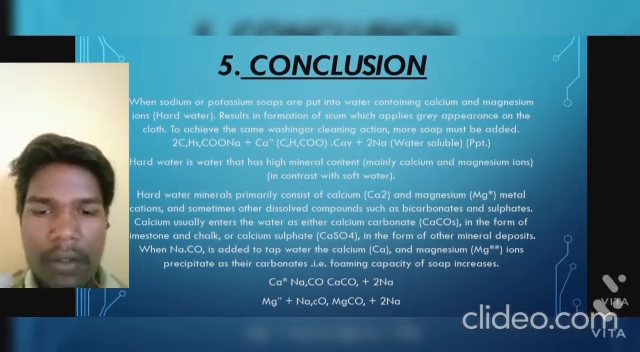 5. CONCLUSION
When sodium or potassium soaps are put into water containing calcium and magnesium
ions (Hard water). Results in formation of scum which applies grey appearance on the
cloth. To achieve the same washingor cleaning action, more soap must be added.
2C,Hs,COONa + Ca" (C,H,COO) .Cav + 2Na (Water soluble) (Ppt.)
Hard water is water that has high mineral content (mainly calcium and magnesium ions)
(in contrast with soft water).
Hard water minerals primarily consist of calcium (Ca2) and magnesium (Mg*) metal
cations, and sometimes other dissolved compounds such as bicarbonates and sulphates.
Calcium usually enters the water as either calcium carbonate (CaCOs), in the form of
imestone and chalk, or calcium sulphate (CaSO4), in the form of other mineral deposits.
When Na.CO, is added to tap water the calcium (Ca), and magnesium (Mg**) ions
precipitate as their carbonates .i.e. foaming capacity of soap increases.
Ca* Na,CO CaCO, + 2Na
Mg" + Na,cO, MgCO, + 2Na
VITA
clideo.com
VITA